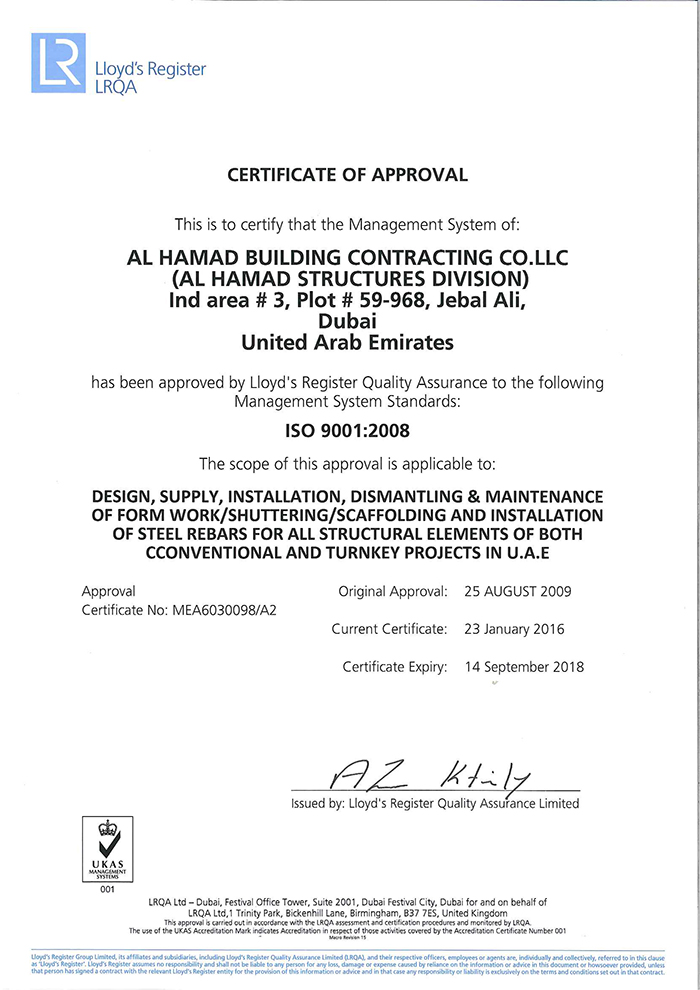 LR
Lloyd's Register
LRQA
CERTIFICATE OF APPROVAL
This is to certify that the Management System of:
AL HAMAD BUILDING CONTRACTING CO.LLC
(AL HAMAD STRUCTURES DIVISION)
Ind area # 3, Plot # 59-968, Jebal Ali,
Dubai
United Arab Emirates
has been approved by Lloyd's Register Quality Assurance to the following
Management System Standards:
ISO 9001:2008
The scope of this approval is applicable to:
DESIGN, SUPPLY, INSTALLATION, DISMANTLING & MAINTENANCE
OF FORM WORK/SHUTTERING/SCAFFOLDING AND INSTALLATION
OF STEEL REBARS FOR ALL STRUCTURAL ELEMENTS OF BOTH
CCONVENTIONAL AND TURNKEY PROJECTS IN U.A.E
Approval
Certificate No: MEA6030098/A2
Original Approval: 25 AUGUST 2009
Current Certificate: 23 January 2016
Certificate Expiry: 14 September 2018
Issued by: Lloyd's Register Quality Assurance Limited
UKAS
MANAGEMENT
SYSTEMS
001
LRQA Ltd – Dubai, Festival Office Tower, Suite 2001, Dubai Festival City, Dubai for and on behalf of
LRQA Ltd,1 Trinity Park, Bickenhill Lane, Birmingham, B37 7ES, United Kingdom
This approval is carried out in accordance with the LRQA assessment and certification procedures and monitored by LRQA.
The use of the UKAS Accreditation Mark indicates Accreditation in respect of those activities covered by the Accreditation Certificate Number 001
Macro Revision 15
Lloyd's Register Group Limited, its affiliates and subsidiaries, including Lloyd's Register Quality Assurance Limited (LRQA), and their respective officers, employees or agents are, individually and collectively, referred to in this clause
as 'Lloyd's Register'. Lloyd's Register assumes no responsibility and shall not be liable to any person for any loss, damage or expense caused by reliance on the information or advice in this document or howsoever provided, unless
that person has signed a contract with the relevant Lloyd's Register entity for the provision of this information or advice and in that case any responsibility or liability is exclusively on the terms and conditions set out in that contract.